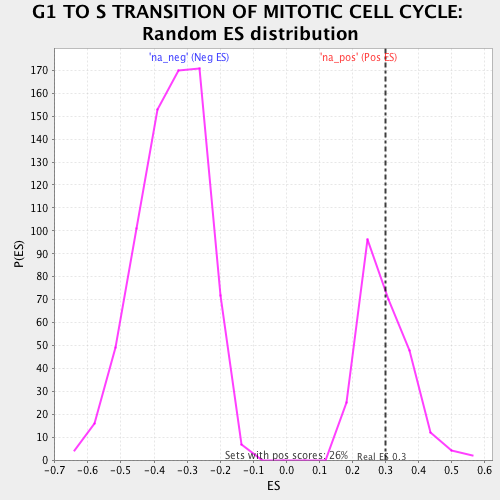 G1 TO S TRANSITION OF MITOTIC CELL CYCLE:
Random ES distribution
'na_neg' (Neg ES)
'na_pos' (Pos ES)
170
160
150
140
130
120
110
100
90
80
70
60
50
40
30
20
10
0
P(ES)
Sets with pos scores: 26%
Real ES 0.3
-0.7 -0.6 -0.5 -0.4 -0.3 -0.2 -0.1 0.0 0.1 0.2 0.3 0.4 0.5 0.6
ES